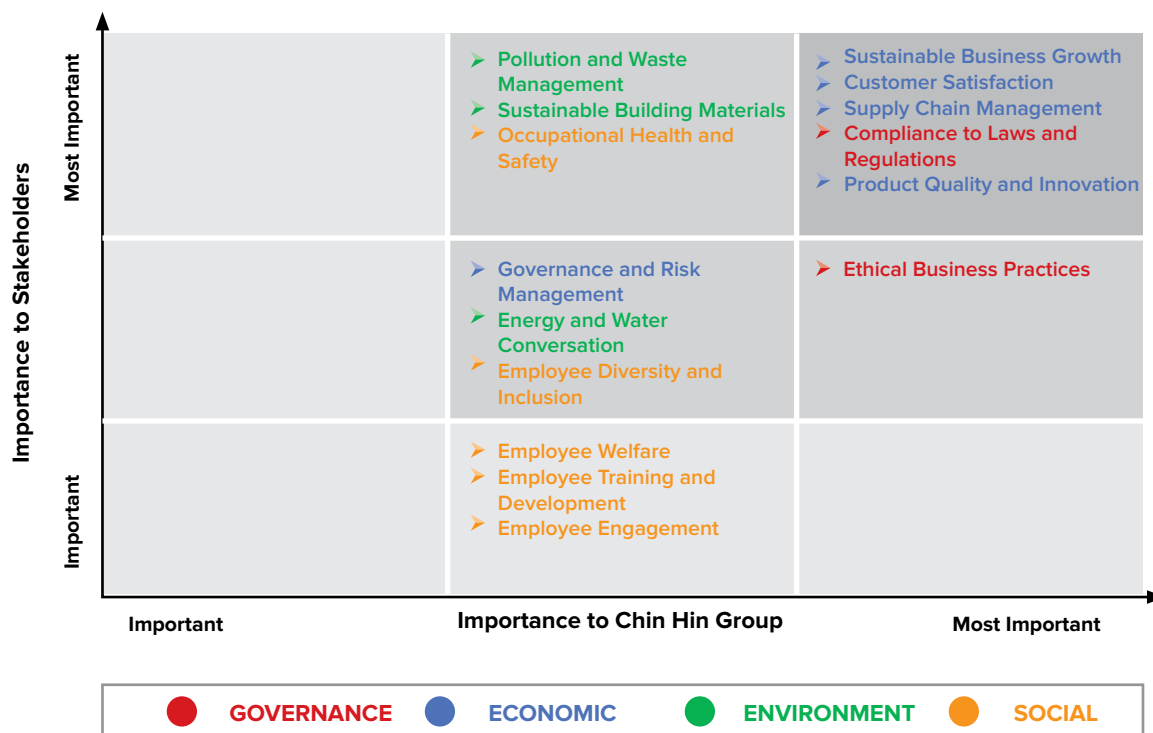 Importance to Stakeholders
Most Important
Important
Pollution and Waste
Management
Sustainable Building Materials
Occupational Health and
Safety
Sustainable Business Growth
Customer Satisfaction
Supply Chain Management
Compliance to Laws and
Regulations
Product Quality and Innovation
Governance and Risk
Management
Energy and Water
Conversation
Employee Diversity and
Inclusion
Ethical Business Practices
Employee Welfare
Employee Training and
Development
Employee Engagement
Important
Importance to Chin Hin Group
Most Important
GOVERNANCE
ECONOMIC
ENVIRONMENT
SOCIAL